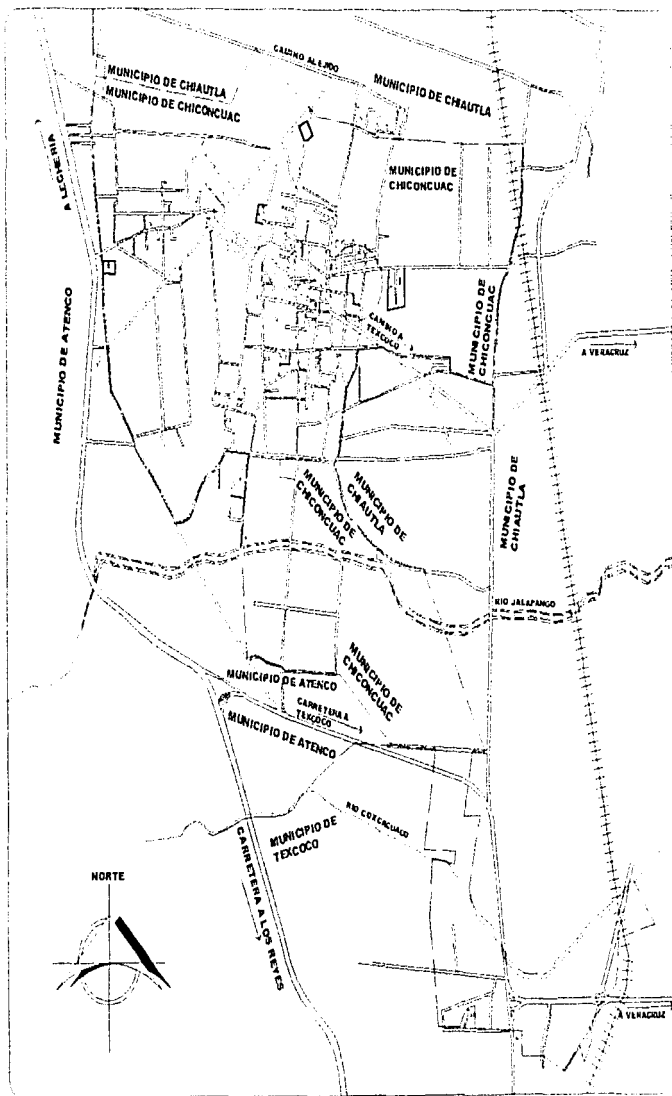 CAMINO AL EJIDO
MUNICIPIO DE CHIAUTLA
MUNICIPIO DE CHICONCUAC
MUNICIPIO DE CHIAUTLA
A LECHERIA
MUNICIPIO DE
CHICONCUAC
MUNICIPIO DE ATENCO
CAMINO A
TEXCOCO
MUNICIPIO DE
CHICONCUAC
A VERACRUZ
MUNICIPIO DE
CHICONCUAC
MUNICIPIO DE
CHIAUTLA
MUNICIPIO DE
CHIAUTLA
RIO JALAPANGO
MUNICIPIO DE ATENCO
MUNICIPIO DE
CHICONCUAC
CARRETERA A
TEXCOCO
MUNICIPIO DE ATENCO
RIO COXCACUACO
MUNICIPIO DE
TEXCOCO
CARRETERA A LOS REYES
NORTE
A VERACRUZ